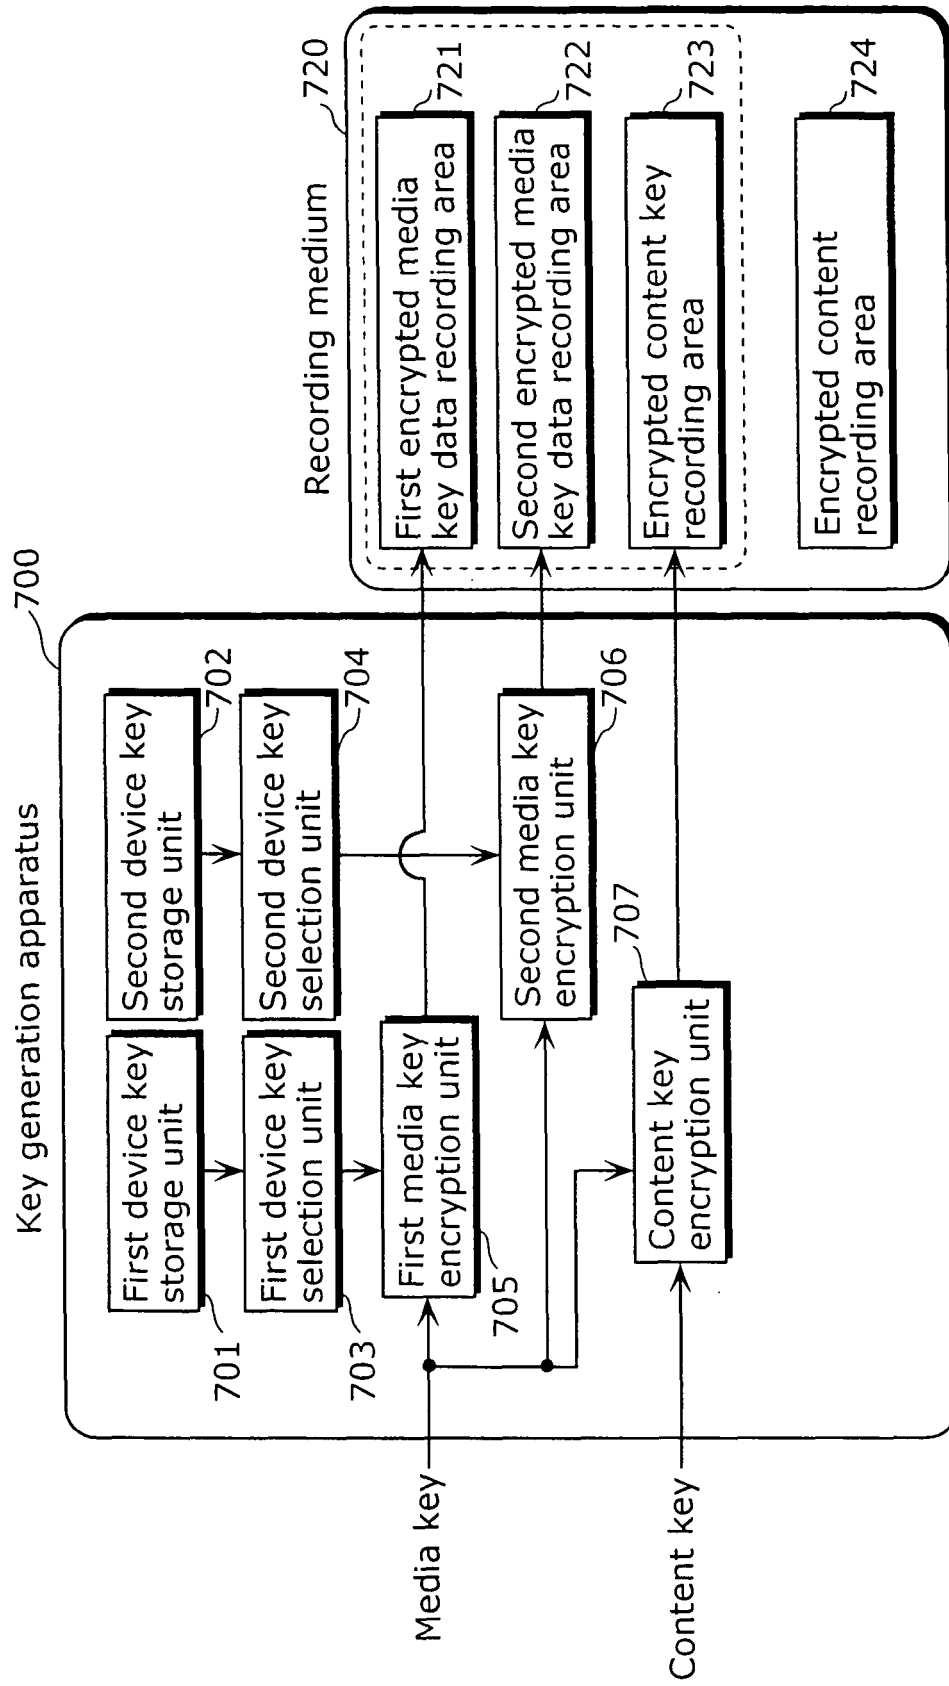 Key generation apparatus
700
First device key
storage unit
701
Second device key
storage unit
702
First device key
selection unit
703
Second device key
selection unit
704
First media key
encryption unit
705
Second media key
encryption unit
706
Content key
encryption unit
707
Media key
Content key
Recording medium
720
First encrypted media
key data recording area
721
Second encrypted media
key data recording area
722
Encrypted content key
recording area
723
Encrypted content
recording area
724